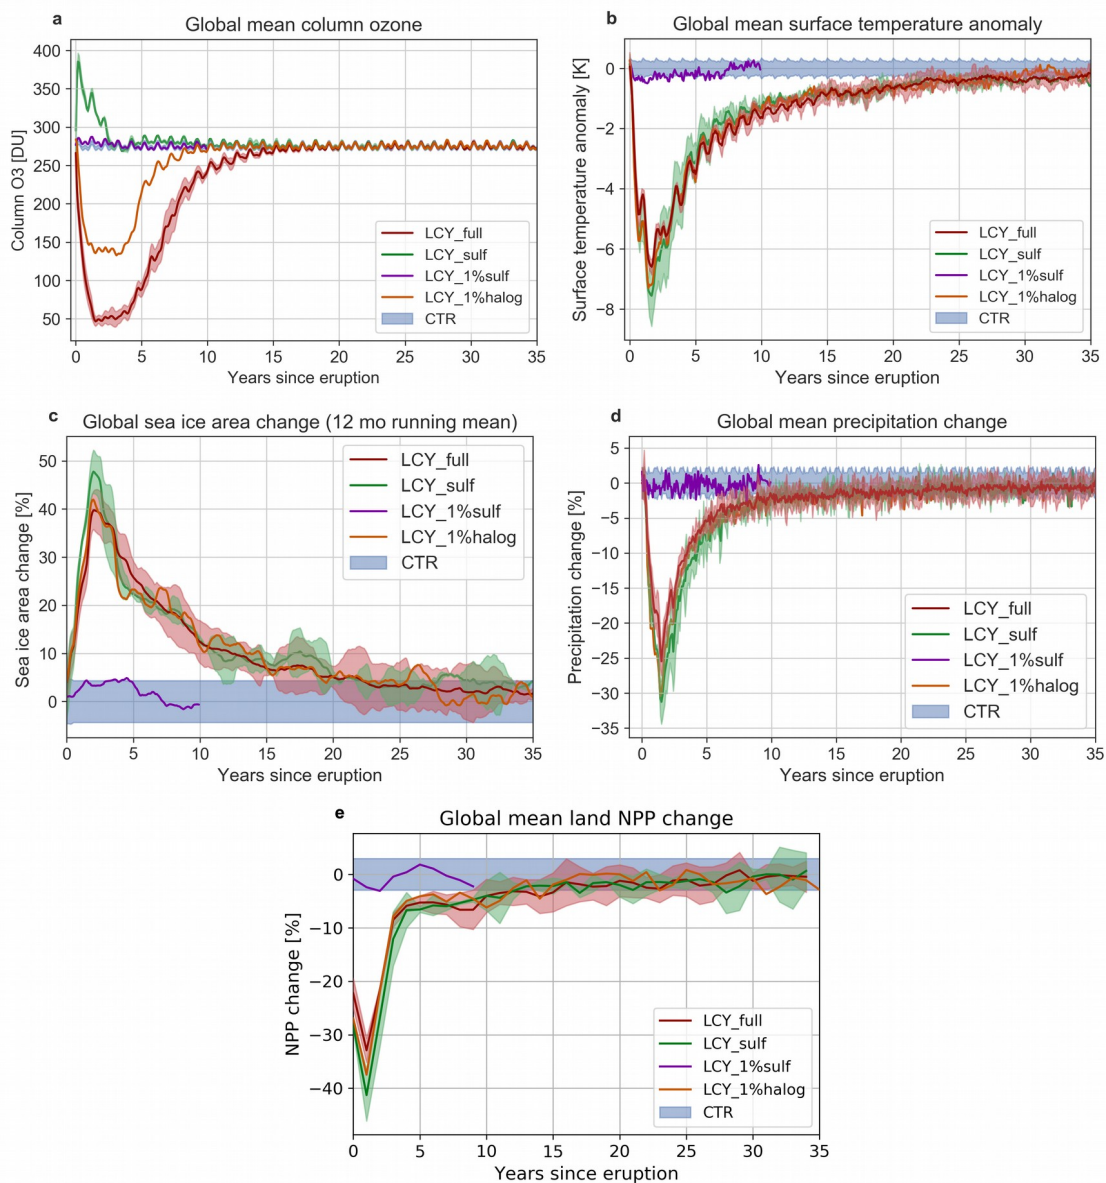 a
Global mean column ozone
Column O3 [DU]
400
350
300
250
200
150
100
50
LCY_full
LCY_sulf
LCY_1%sulf
LCY_1%halog
CTR
0 5 10 15 20 25 30 35
Years since eruption
b
Global mean surface temperature anomaly
Surface temperature anomaly [K]
0
−2
−4
−6
−8
LCY_full
LCY_sulf
LCY_1%sulf
LCY_1%halog
CTR
0 5 10 15 20 25 30 35
Years since eruption
c
Global sea ice area change (12 mo running mean)
Sea ice area change [%]
50
40
30
20
10
0
LCY_full
LCY_sulf
LCY_1%sulf
LCY_1%halog
CTR
0 5 10 15 20 25 30 35
Years since eruption
d
Global mean precipitation change
Precipitation change [%]
5
0
−5
−10
−15
−20
−25
−30
−35
LCY_full
LCY_sulf
LCY_1%sulf
LCY_1%halog
CTR
0 5 10 15 20 25 30 35
Years since eruption
e
Global mean land NPP change
NPP change [%]
0
−10
−20
−30
−40
LCY_full
LCY_sulf
LCY_1%sulf
LCY_1%halog
CTR
0 5 10 15 20 25 30 35
Years since eruption